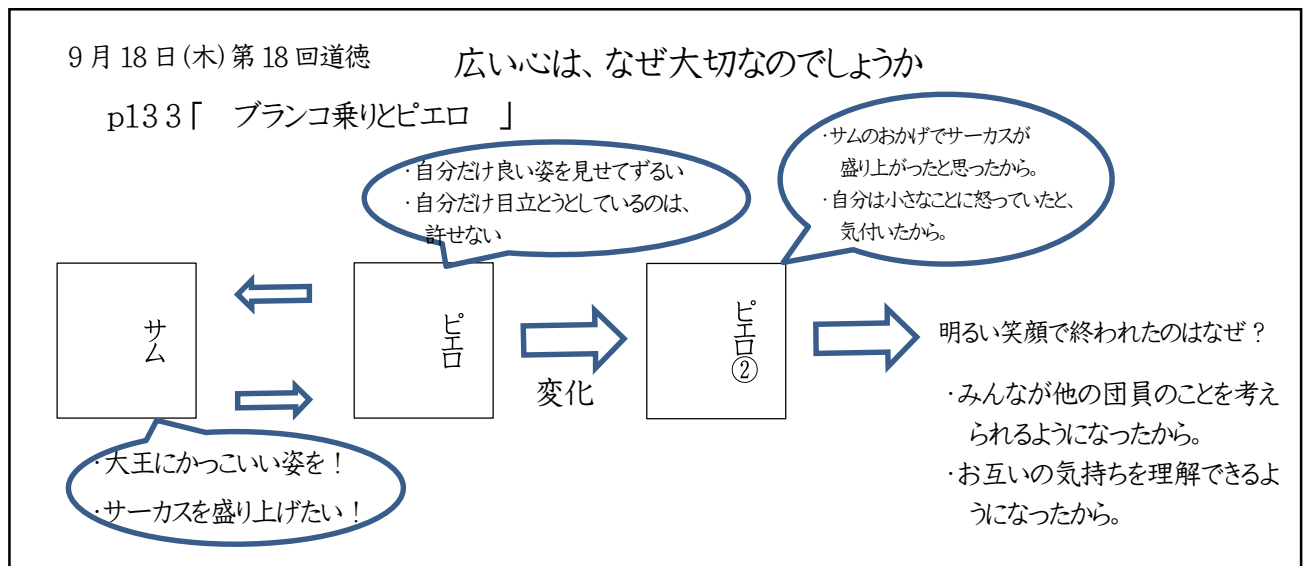 9月18日(木)第18回道徳
広い心は、なぜ大切なのでしょうか
p133「　ブランコ乗りとピエロ　」
・自分だけ良い姿を見せてずるい
・自分だけ目立とうとしているのは、
許せない
・サムのおかげでサーカスが
盛り上がったと思ったから。
・自分は小さなことに怒っていたと、
気付いたから。
サム
ピエロ
変化
ピエロ②
・大王にかっこいい姿を！
・サーカスを盛り上げたい！
明るい笑顔で終われたのはなぜ？
・みんなが他の団員のことを考え
られるようになったから。
・お互いの気持ちを理解できるよ
うになったから。